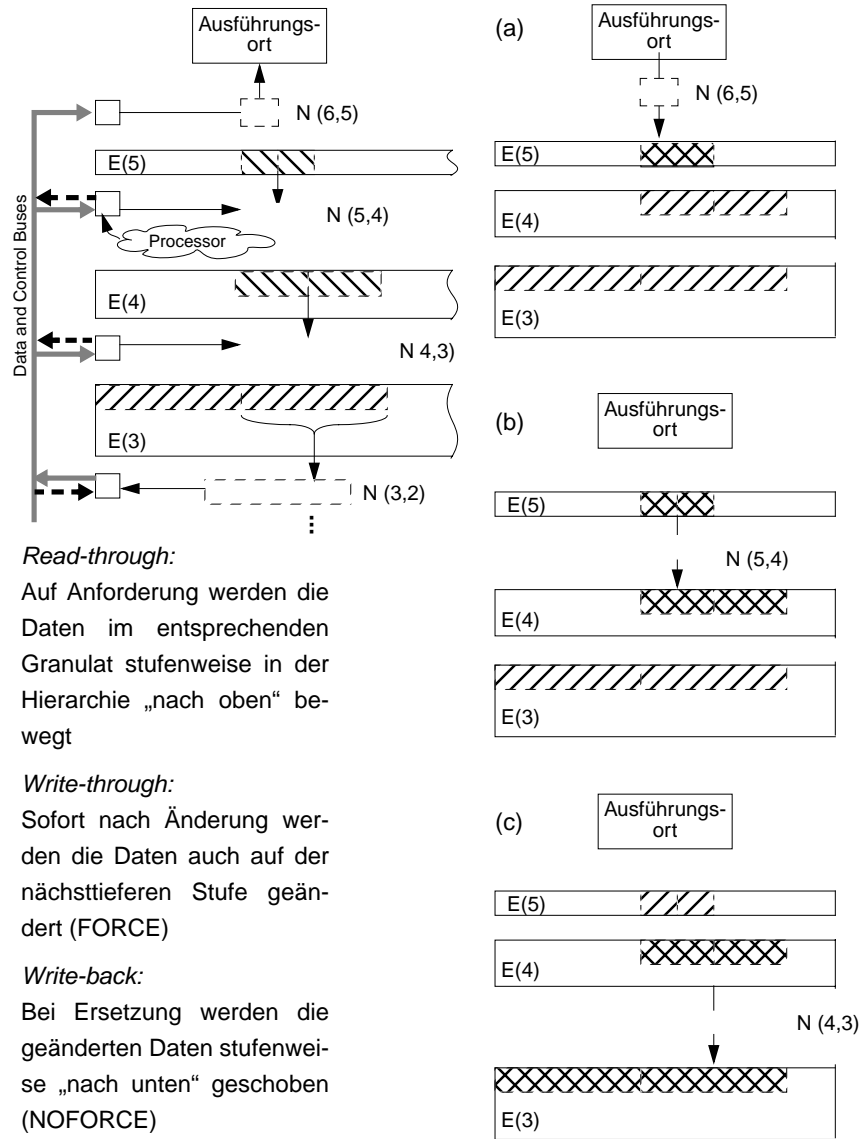 Ausführungs-
ort
N (6,5)
E(5)
N (5,4)
Processor
Data and Control Buses
E(4)
N 4,3)
E(3)
N (3,2)
Read-through:
Auf Anforderung werden die
Daten im entsprechenden
Granulat stufenweise in der
Hierarchie „nach oben“ be-
wegt
Write-through:
Sofort nach Änderung wer-
den die Daten auch auf der
nächsttieferen Stufe geän-
dert (FORCE)
Write-back:
Bei Ersetzung werden die
geänderten Daten stufenwei-
se „nach unten“ geschoben
(NOFORCE)
(a)
Ausführungs-
ort
N (6,5)
E(5)
E(4)
E(3)
(b)
Ausführungs-
ort
E(5)
N (5,4)
E(4)
E(3)
(c)
Ausführungs-
ort
E(5)
E(4)
N (4,3)
E(3)